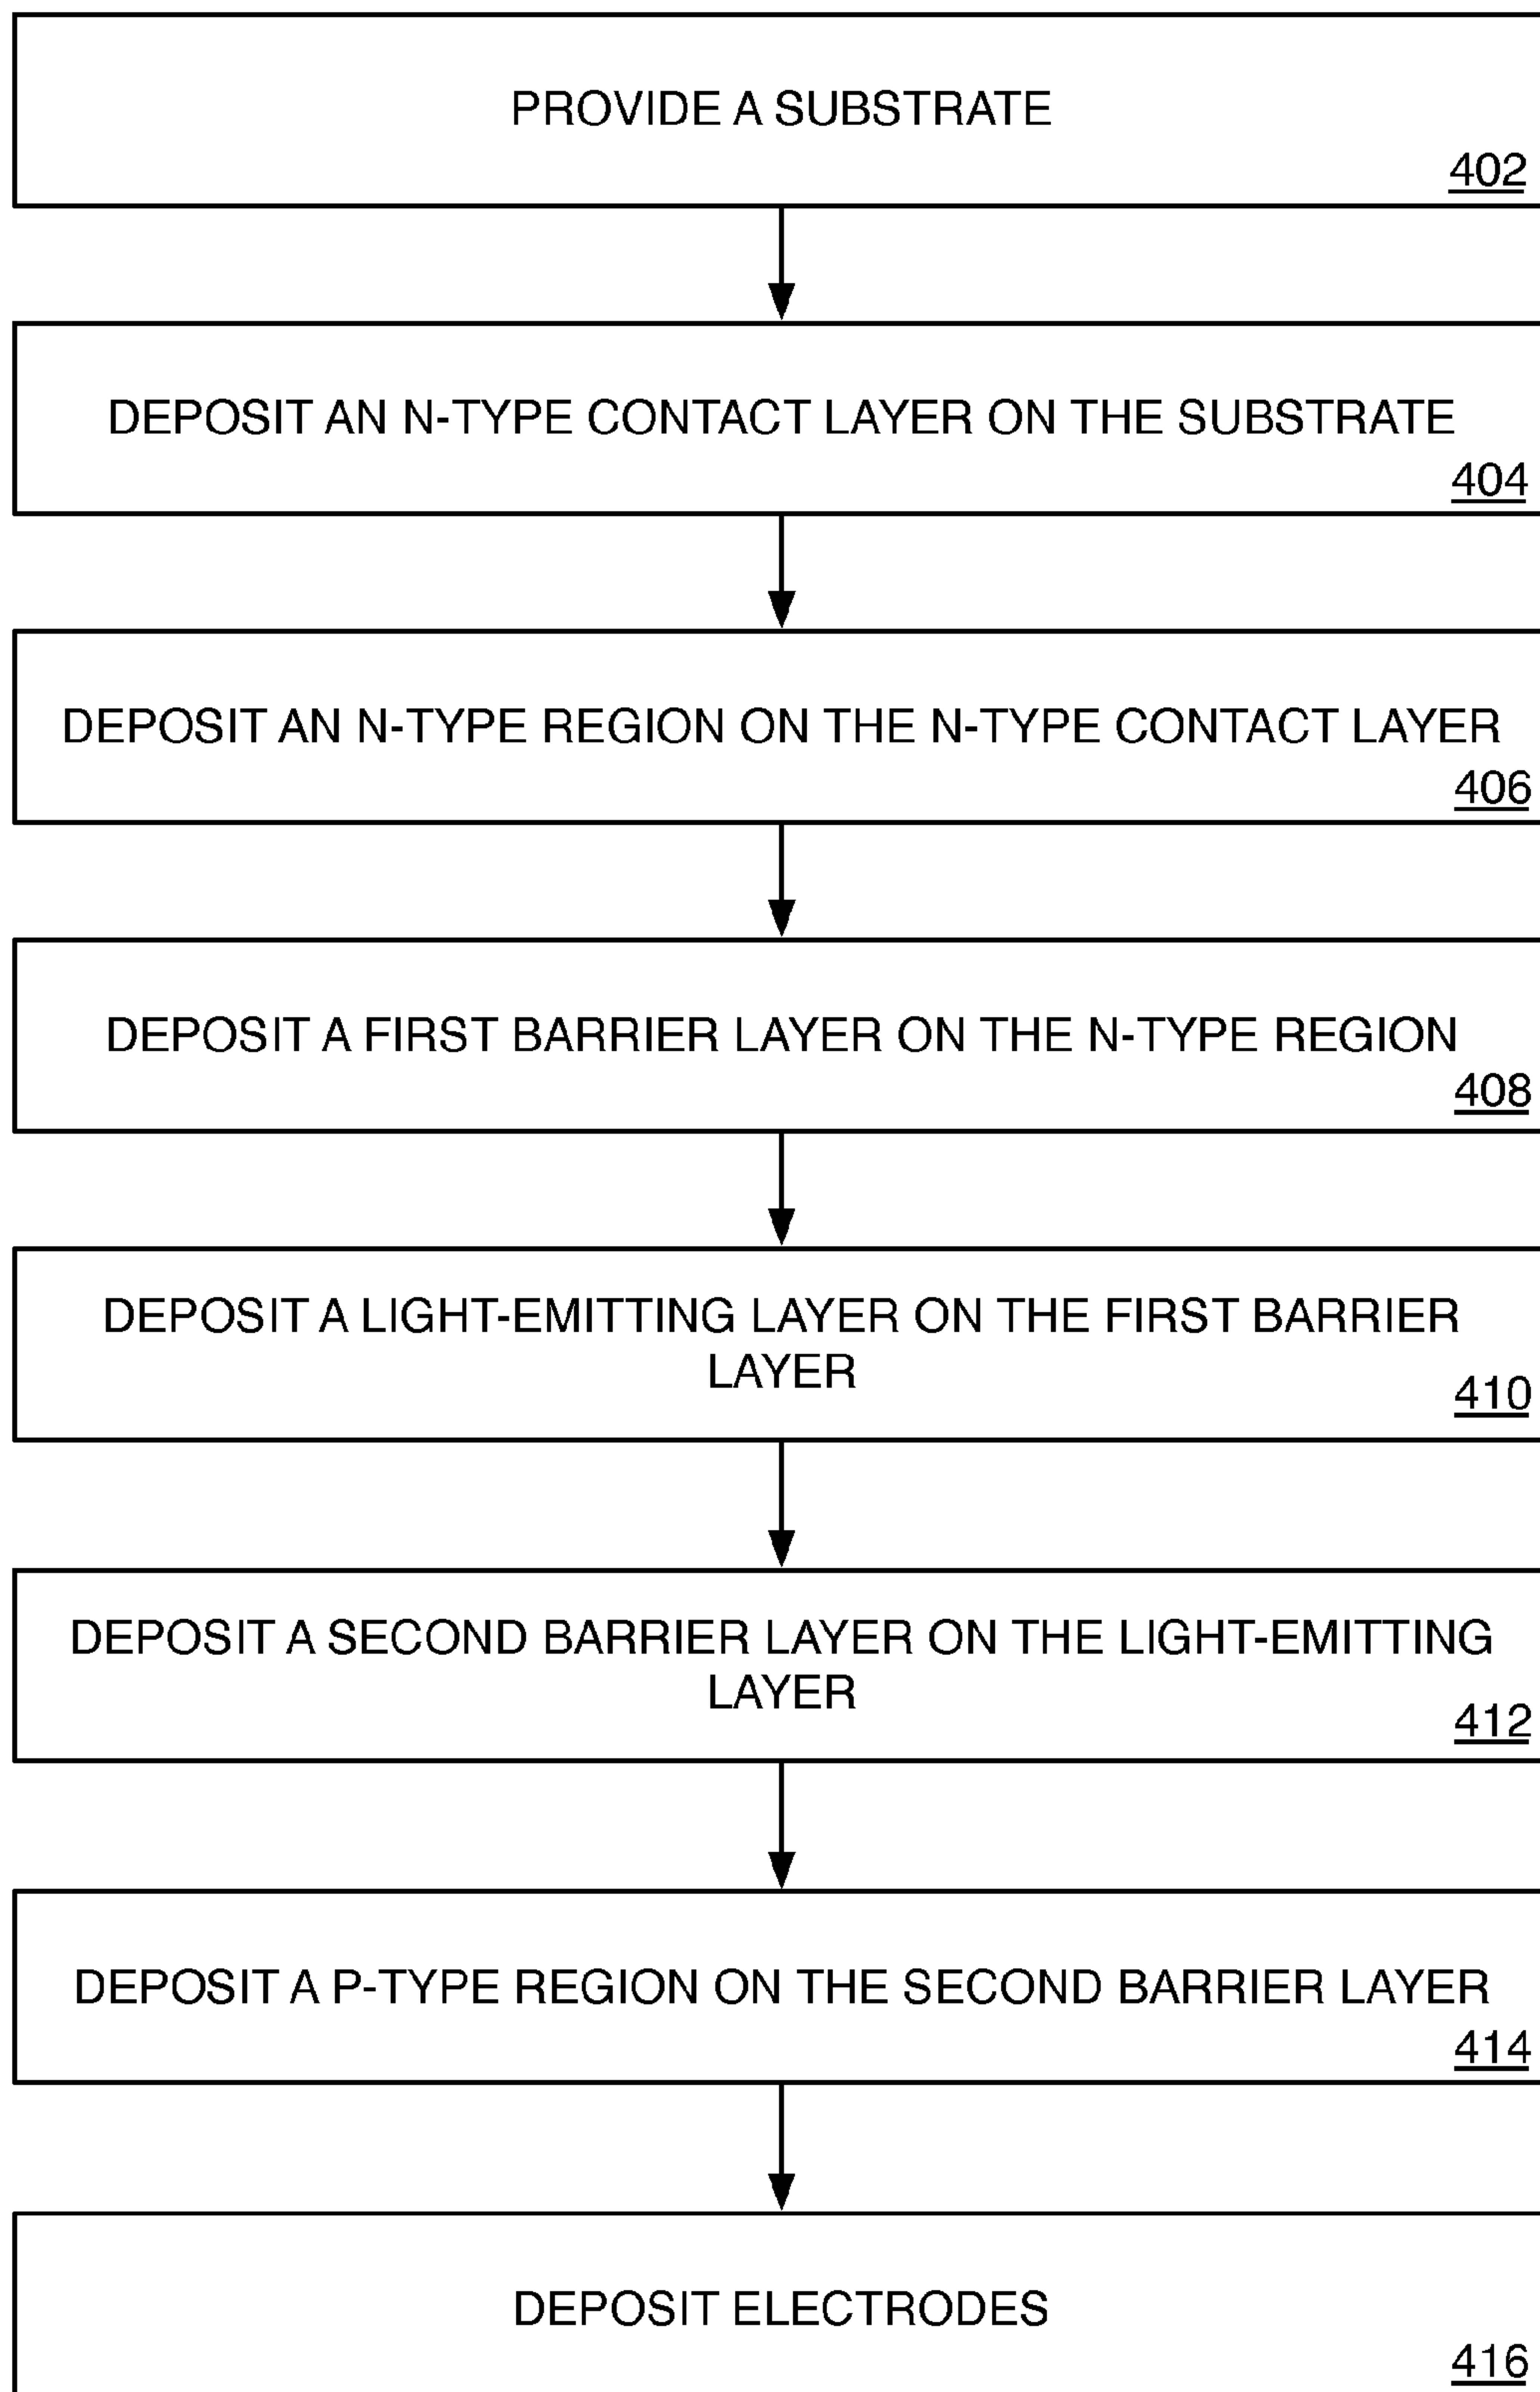 PROVIDE A SUBSTRATE
402
DEPOSIT AN N-TYPE CONTACT LAYER ON THE SUBSTRATE
404
DEPOSIT AN N-TYPE REGION ON THE N-TYPE CONTACT LAYER
406
DEPOSIT A FIRST BARRIER LAYER ON THE N-TYPE REGION
408
DEPOSIT A LIGHT-EMITTING LAYER ON THE FIRST BARRIER
LAYER
410
DEPOSIT A SECOND BARRIER LAYER ON THE LIGHT-EMITTING
LAYER
412
DEPOSIT A P-TYPE REGION ON THE SECOND BARRIER LAYER
414
DEPOSIT ELECTRODES
416